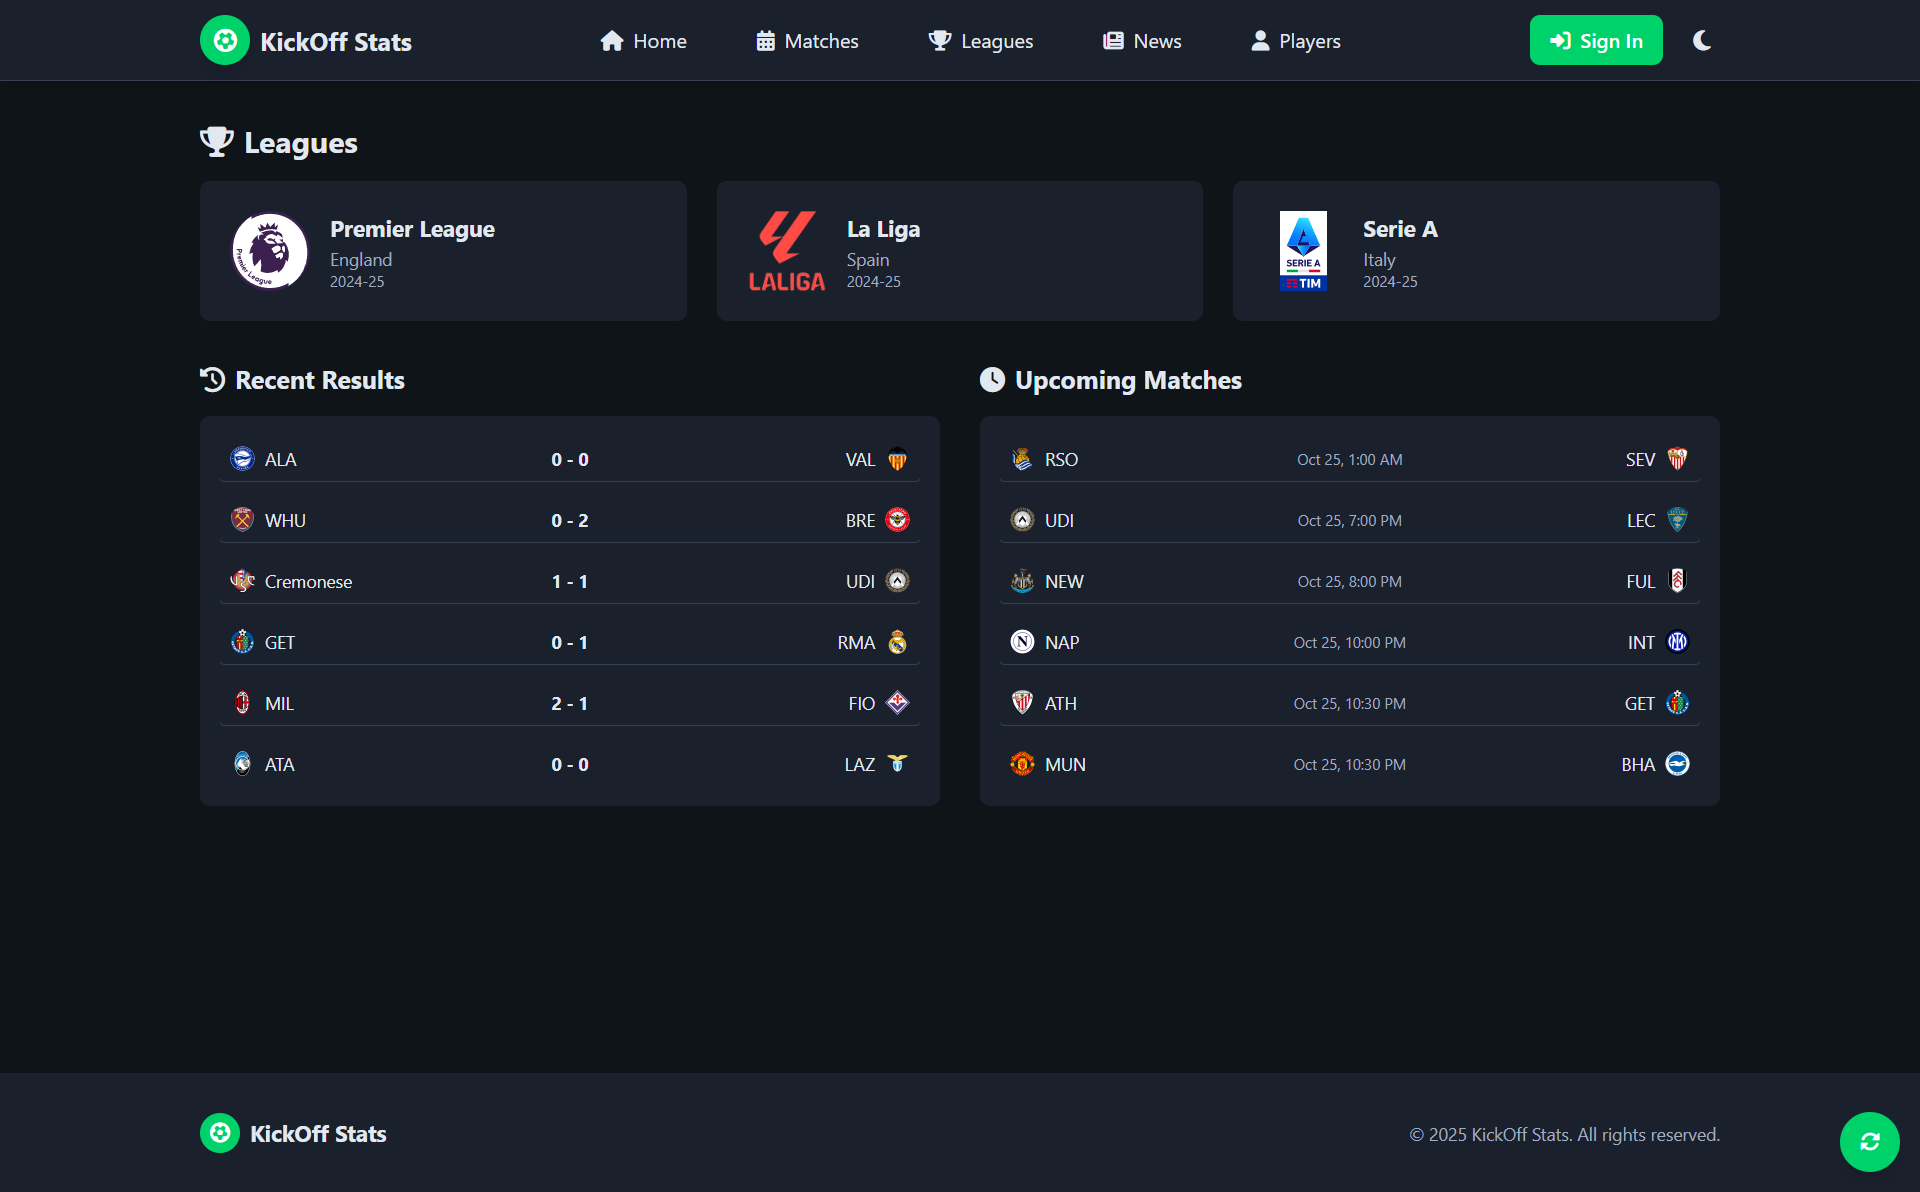 KickOff Stats
Home
Matches
Leagues
News
Players
Sign In
Leagues
Premier League
England
2024-25
Premier League
LALIGA
La Liga
Spain
2024-25
SERIE A
TIM
Serie A
Italy
2024-25
Recent Results
ALA 0 - 0 VAL
WHU 0 - 2 BRE
Cremonese 1 - 1 UDI
GET 0 - 1 RMA
MIL 2 - 1 FIO
ATA 0 - 0 LAZ
Upcoming Matches
RSO Oct 25, 1:00 AM SEV
UDI Oct 25, 7:00 PM LEC
NEW Oct 25, 8:00 PM FUL
NAP Oct 25, 10:00 PM INT
ATH Oct 25, 10:30 PM GET
MUN Oct 25, 10:30 PM BHA
KickOff Stats
© 2025 KickOff Stats. All rights reserved.